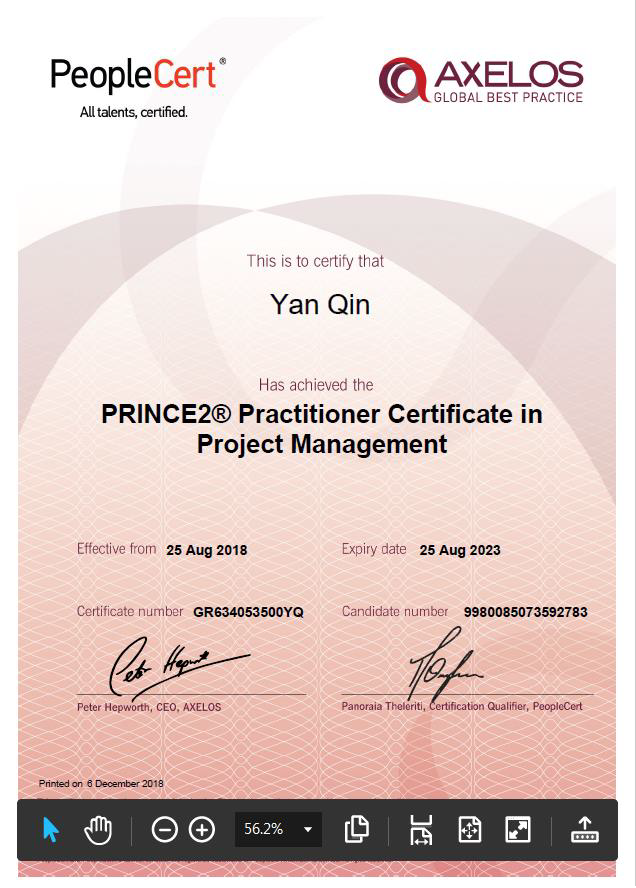 PeopleCert®
All talents, certified.
AXELOS
GLOBAL BEST PRACTICE
This is to certify that
Yan Qin
Has achieved the
PRINCE2® Practitioner Certificate in
Project Management
Effective from 25 Aug 2018
Expiry date 25 Aug 2023
Certificate number GR634053500YQ
Candidate number 9980085073592783
Peter Hepworth, CEO, AXELOS
Panoraia Theleriti, Certification Qualifier, PeopleCert
Printed on 6 December 2018
56.2%